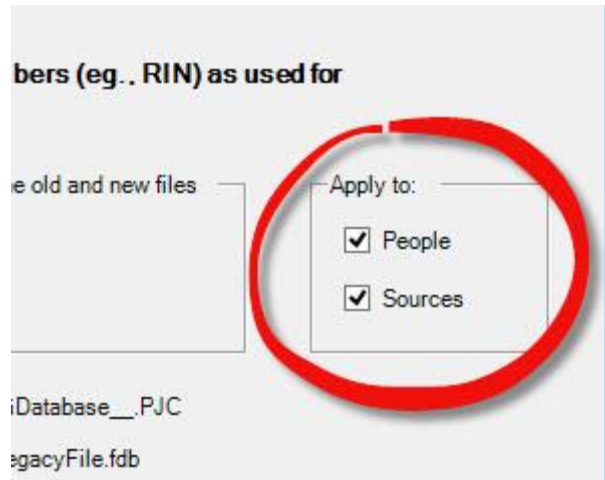 bers (eg., RIN) as used for
e old and new files
Apply to:
People
Sources
Database__.PJC
egacyFile.fdb